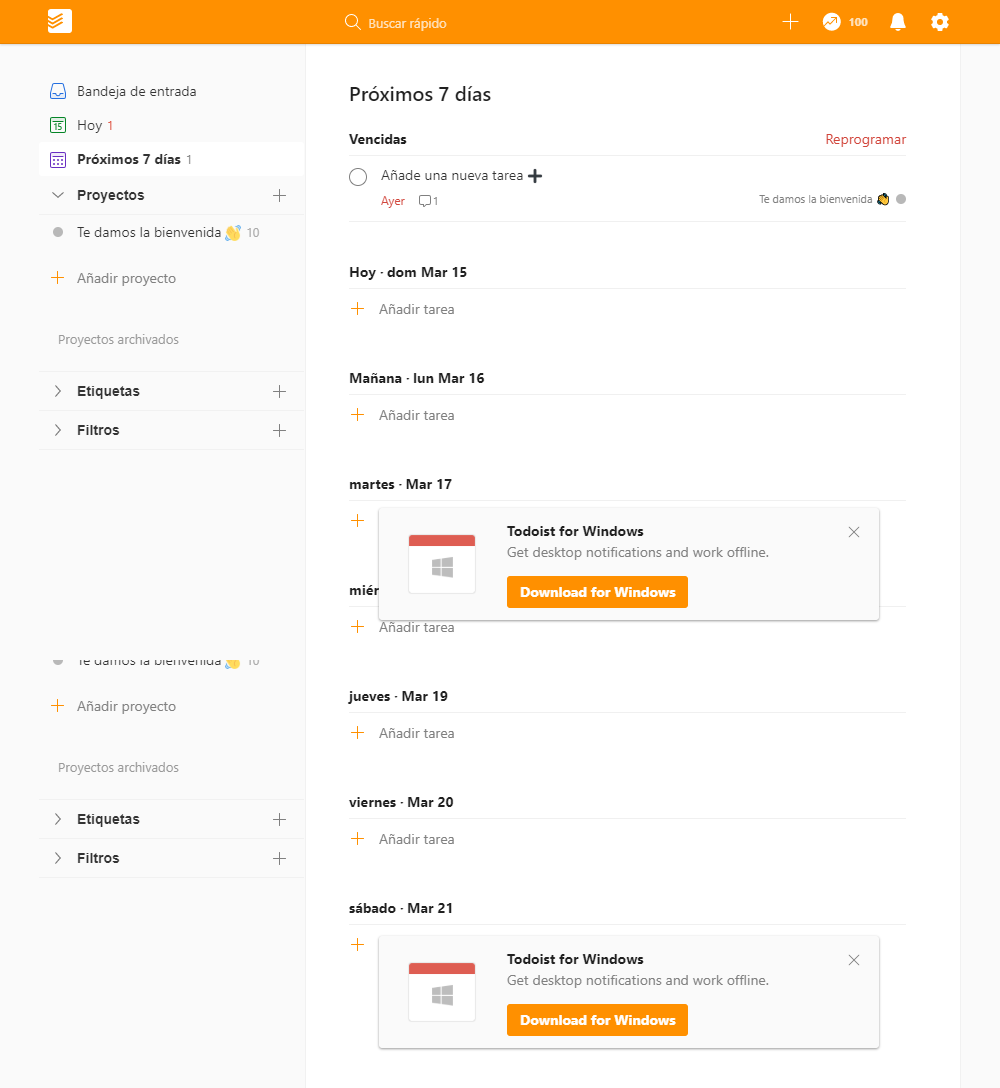 Buscar rápido
100
Bandeja de entrada
15
Hoy 1
Próximos 7 días 1
Proyectos
Te damos la bienvenida 👋 10
Añadir proyecto
Proyectos archivados
Etiquetas
Filtros
Te damos la bienvenida 👋 10
Añadir proyecto
Proyectos archivados
Etiquetas
Filtros
Próximos 7 días
Vencidas Reprogramar
Añade una nueva tarea ➕
Ayer 1 Te damos la bienvenida 👋
Hoy · dom Mar 15
Añadir tarea
Mañana · lun Mar 16
Añadir tarea
martes · Mar 17
Todoist for Windows
Get desktop notifications and work offline.
Download for Windows
Añadir tarea
jueves · Mar 19
Añadir tarea
viernes · Mar 20
Añadir tarea
sábado · Mar 21
Todoist for Windows
Get desktop notifications and work offline.
Download for Windows